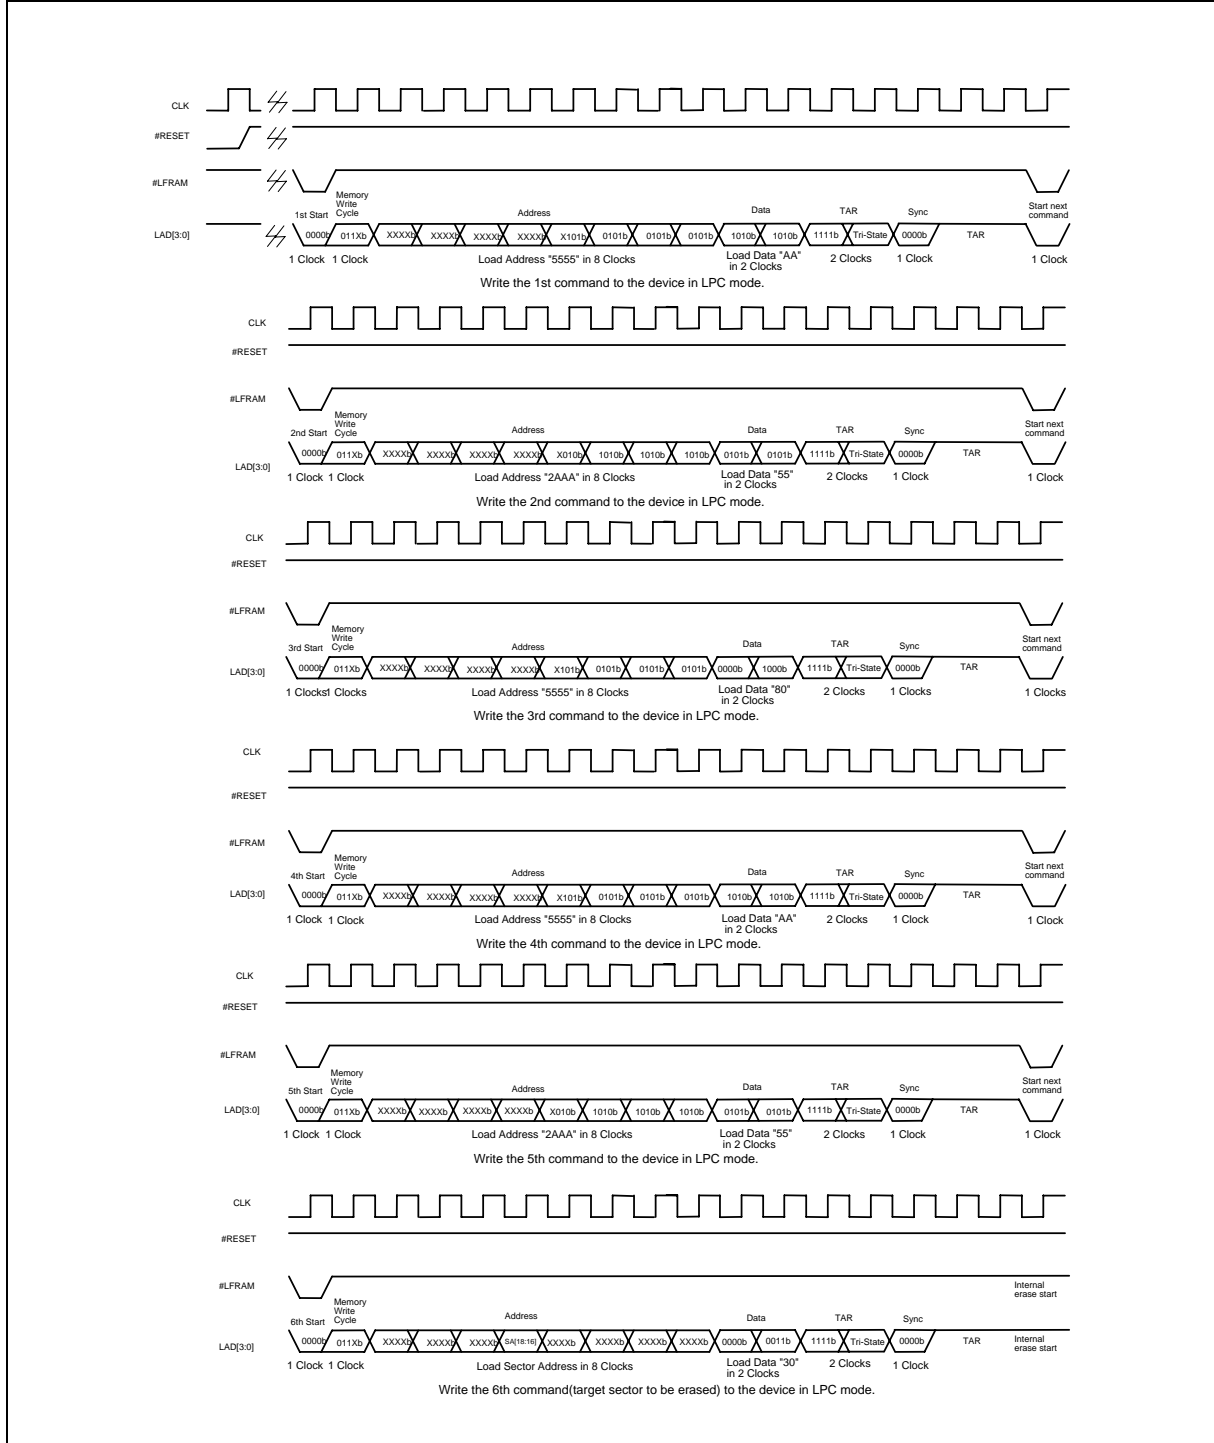 CLK
#RESET
#LFRAM
Memory
Write
Cycle
1st Start
Address
Data
TAR
Sync
Start next
command
LAD[3:0]
0000b 011Xb XXXXb XXXXb XXXXb XXXXb X101b 0101b 0101b 0101b 1010b 1010b 1111b Tri-State 0000b TAR
1 Clock 1 Clock Load Address "5555" in 8 Clocks Load Data "AA" in 2 Clocks 2 Clocks 1 Clock 1 Clock
Write the 1st command to the device in LPC mode.
CLK
#RESET
#LFRAM
Memory
Write
Cycle
2nd Start
Address
Data
TAR
Sync
Start next
command
LAD[3:0]
0000b 011Xb XXXXb XXXXb XXXXb XXXXb X010b 1010b 1010b 1010b 0101b 0101b 1111b Tri-State 0000b TAR
1 Clock 1 Clock Load Address "2AAA" in 8 Clocks Load Data "55" in 2 Clocks 2 Clocks 1 Clock 1 Clock
Write the 2nd command to the device in LPC mode.
CLK
#RESET
#LFRAM
Memory
Write
Cycle
3rd Start
Address
Data
TAR
Sync
Start next
command
LAD[3:0]
0000b 011Xb XXXXb XXXXb XXXXb XXXXb X101b 0101b 0101b 0101b 0000b 1000b 1111b Tri-State 0000b TAR
1 Clocks 1 Clocks Load Address "5555" in 8 Clocks Load Data "80" in 2 Clocks 2 Clocks 1 Clocks 1 Clocks
Write the 3rd command to the device in LPC mode.
CLK
#RESET
#LFRAM
Memory
Write
Cycle
4th Start
Address
Data
TAR
Sync
Start next
command
LAD[3:0]
0000b 011Xb XXXXb XXXXb XXXXb XXXXb X101b 0101b 0101b 0101b 1010b 1010b 1111b Tri-State 0000b TAR
1 Clock 1 Clock Load Address "5555" in 8 Clocks Load Data "AA" in 2 Clocks 2 Clocks 1 Clock 1 Clock
Write the 4th command to the device in LPC mode.
CLK
#RESET
#LFRAM
Memory
Write
Cycle
5th Start
Address
Data
TAR
Sync
Start next
command
LAD[3:0]
0000b 011Xb XXXXb XXXXb XXXXb XXXXb X010b 1010b 1010b 1010b 0101b 0101b 1111b Tri-State 0000b TAR
1 Clock 1 Clock Load Address "2AAA" in 8 Clocks Load Data "55" in 2 Clocks 2 Clocks 1 Clock 1 Clock
Write the 5th command to the device in LPC mode.
CLK
#RESET
#LFRAM
Internal
erase start
Memory
Write
Cycle
6th Start
Address
Data
TAR
Sync
LAD[3:0]
0000b 011Xb XXXXb XXXXb XXXXb SA[18:16] XXXXb XXXXb XXXXb XXXXb 0000b 0011b 1111b Tri-State 0000b TAR
Internal
erase start
1 Clock 1 Clock Load Sector Address in 8 Clocks Load Data "30" in 2 Clocks 2 Clocks 1 Clock
Write the 6th command(target sector to be erased) to the device in LPC mode.